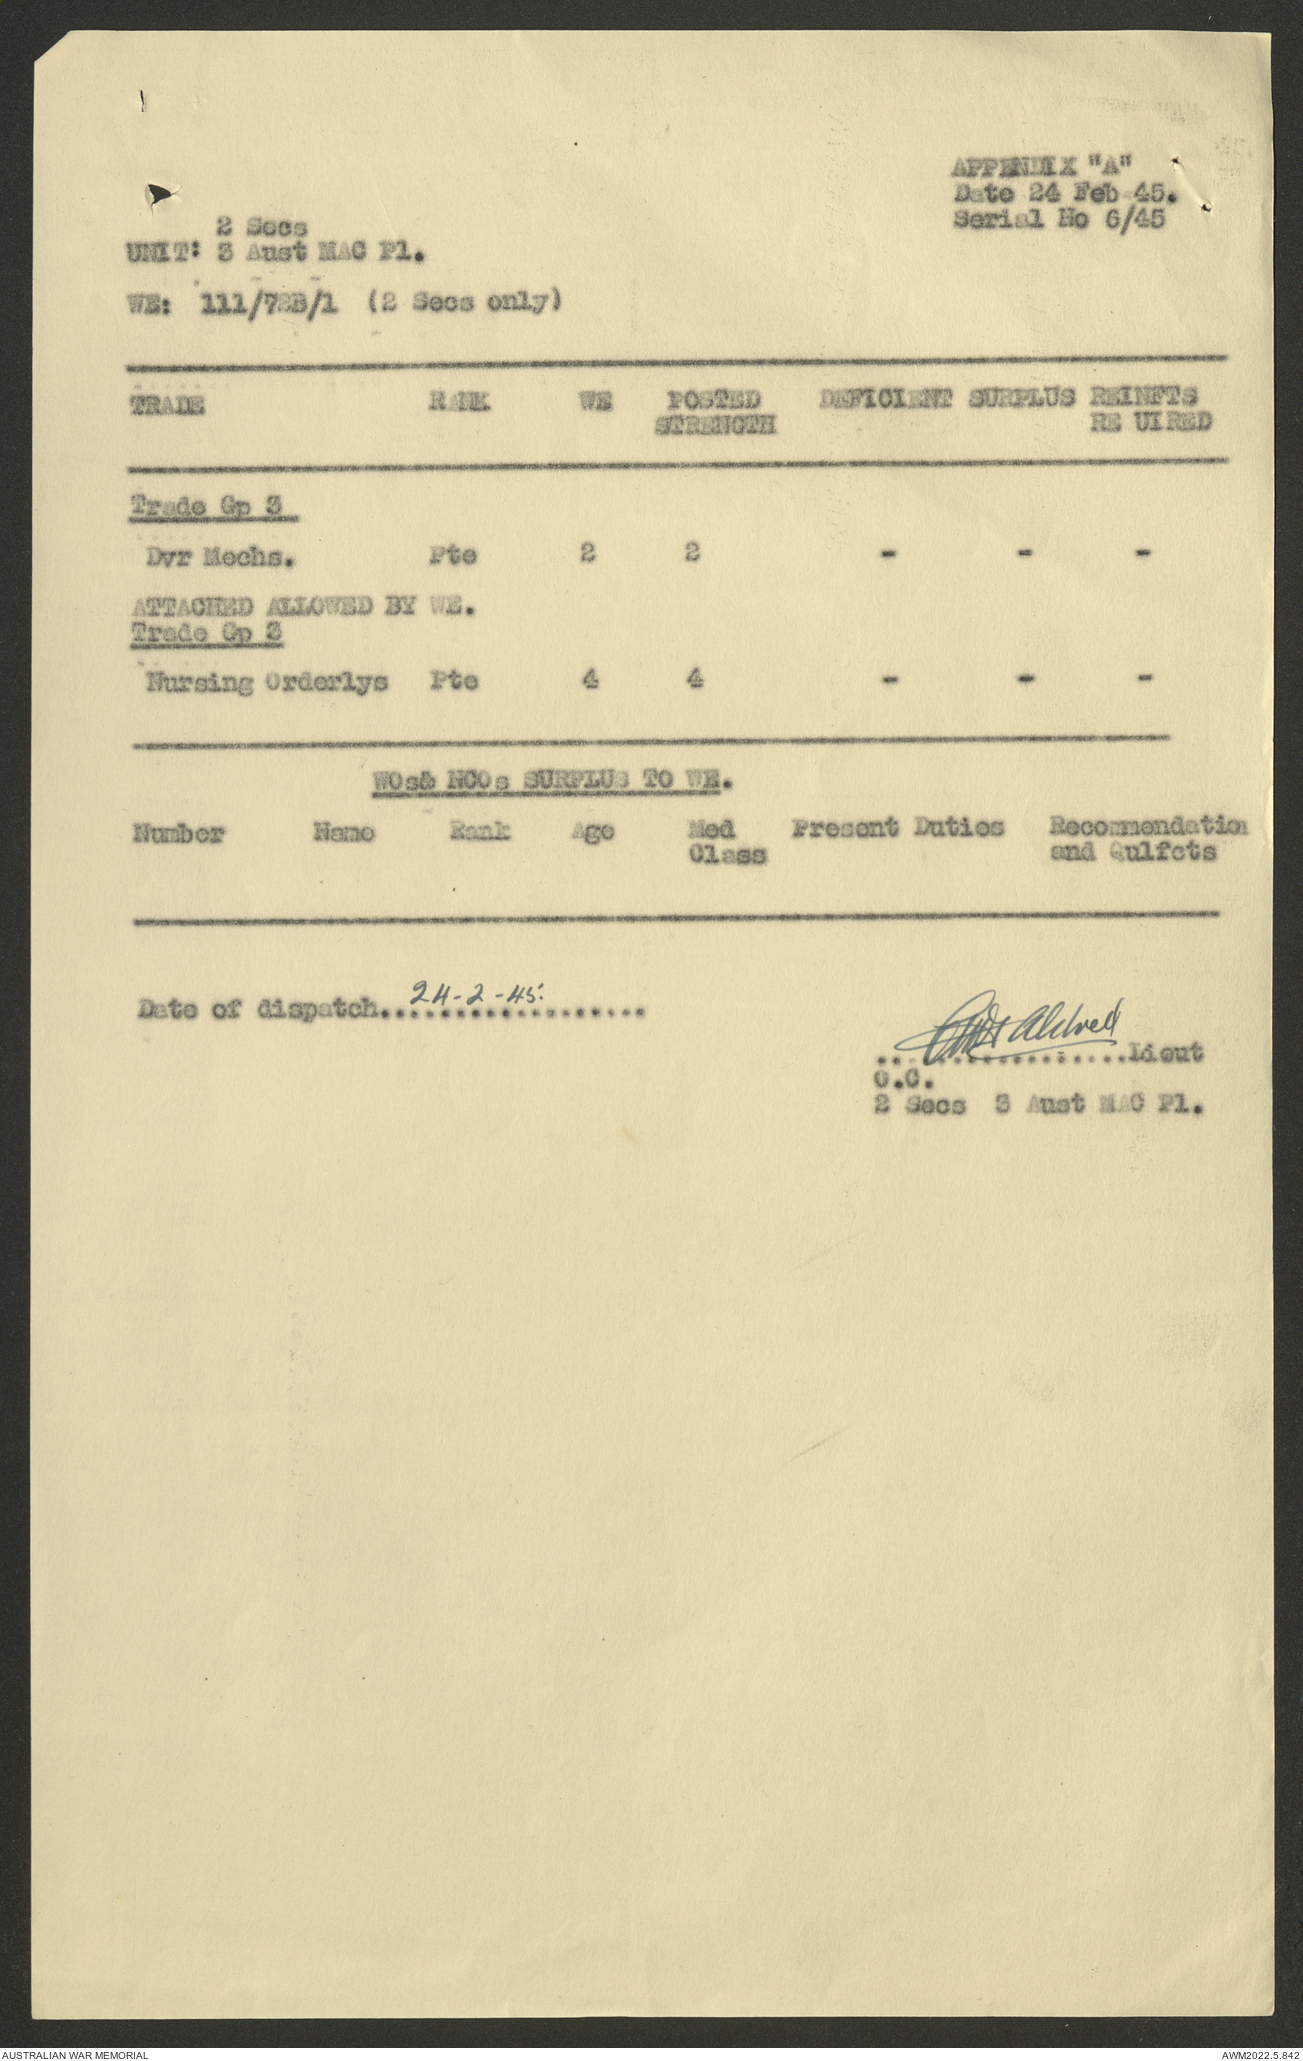 APPENDIX "A"
Date 24 Feb 45.
Serial No 6/45
2 Secs
UNIT: 3 Aust MAC Pl.
WE: 111/72B/1 (2 Secs only)
TRADE RANK WE POSTED DEFICIENT SURPLUS REINFTS
STRENGTH RE UIRED
Trade Gp 3
Dvr Mechs. Pte 2 2 - - -
ATTACHED ALLOWED BY WE.
Trade Gp 3
Nursing Orderlys Pte 4 4 - - -
WOs& NCOs SURPLUS TO WE.
Number Name Rank Age Med Present Duties Recommendation
Class and Qulfcts
Date of dispatch..24-2-45.
Aldred
....................Lieut
O.C.
2 Secs 3 Aust MAC Pl.
AUSTRALIAN WAR MEMORIAL AWM2022.5.842